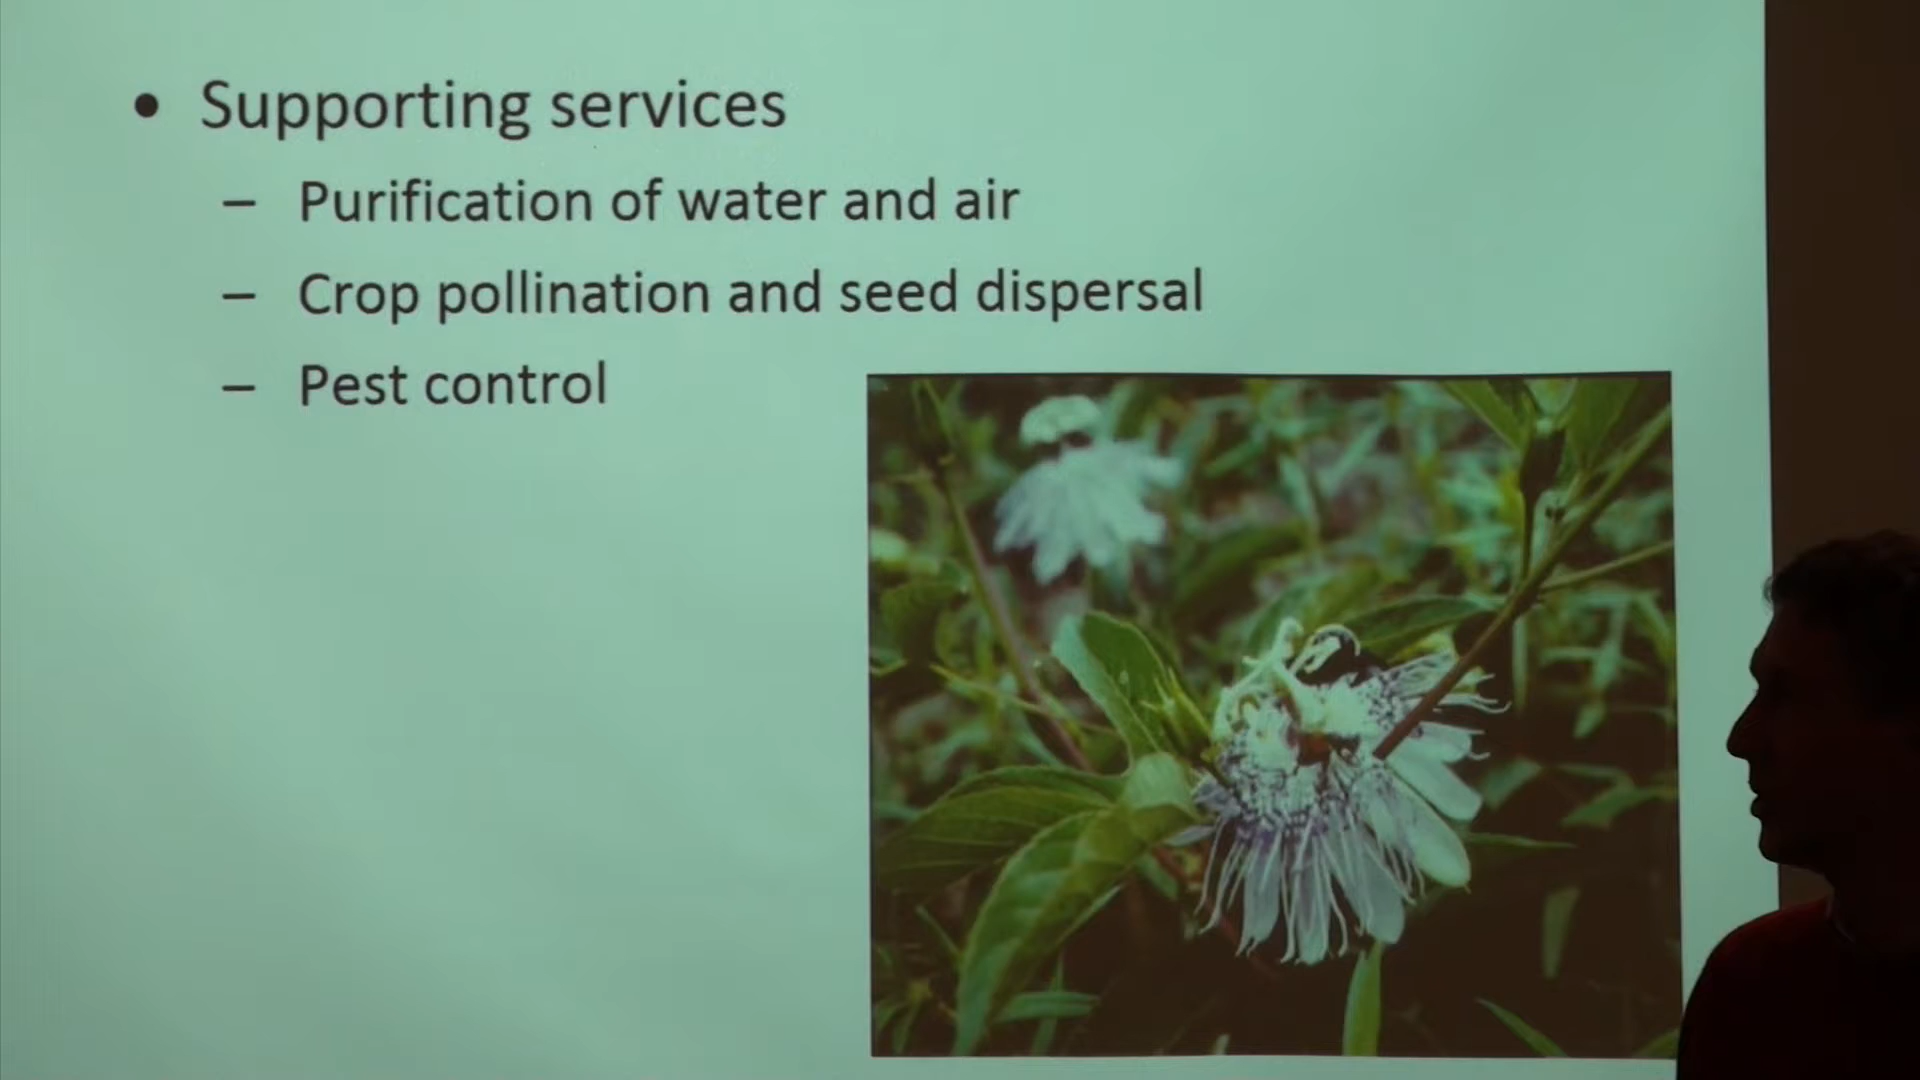 • Supporting services
– Purification of water and air
– Crop pollination and seed dispersal
– Pest control